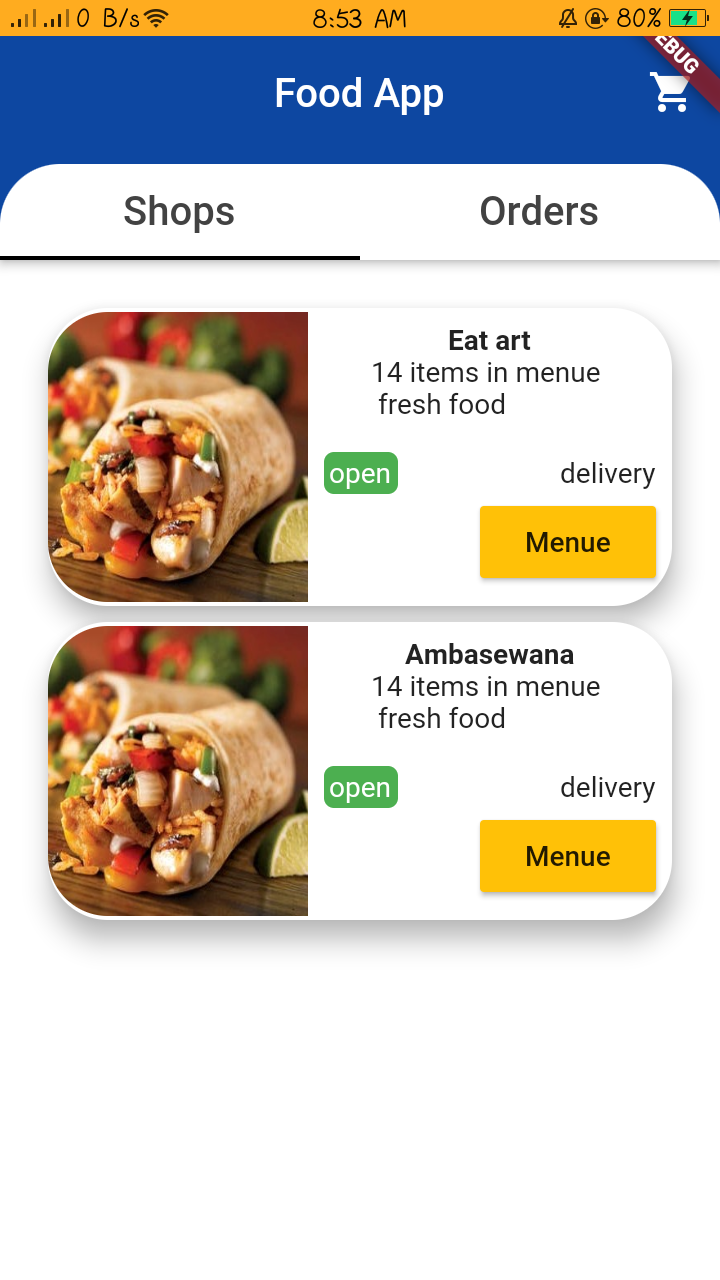 0 B/s 8:53 AM 80%
EBUG
Food App
Shops Orders
Eat art
14 items in menue
fresh food
open delivery
Menue
Ambasewana
14 items in menue
fresh food
open delivery
Menue